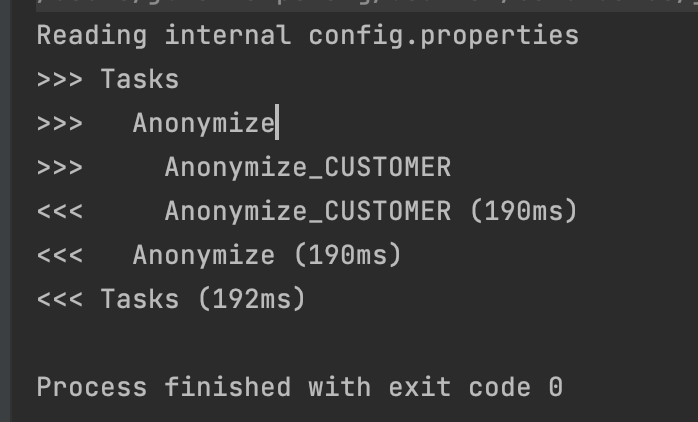 Reading internal config.properties
>>> Tasks
>>>   Anonymize
>>>     Anonymize_CUSTOMER
<<<     Anonymize_CUSTOMER (190ms)
<<<   Anonymize (190ms)
<<< Tasks (192ms)
Process finished with exit code 0